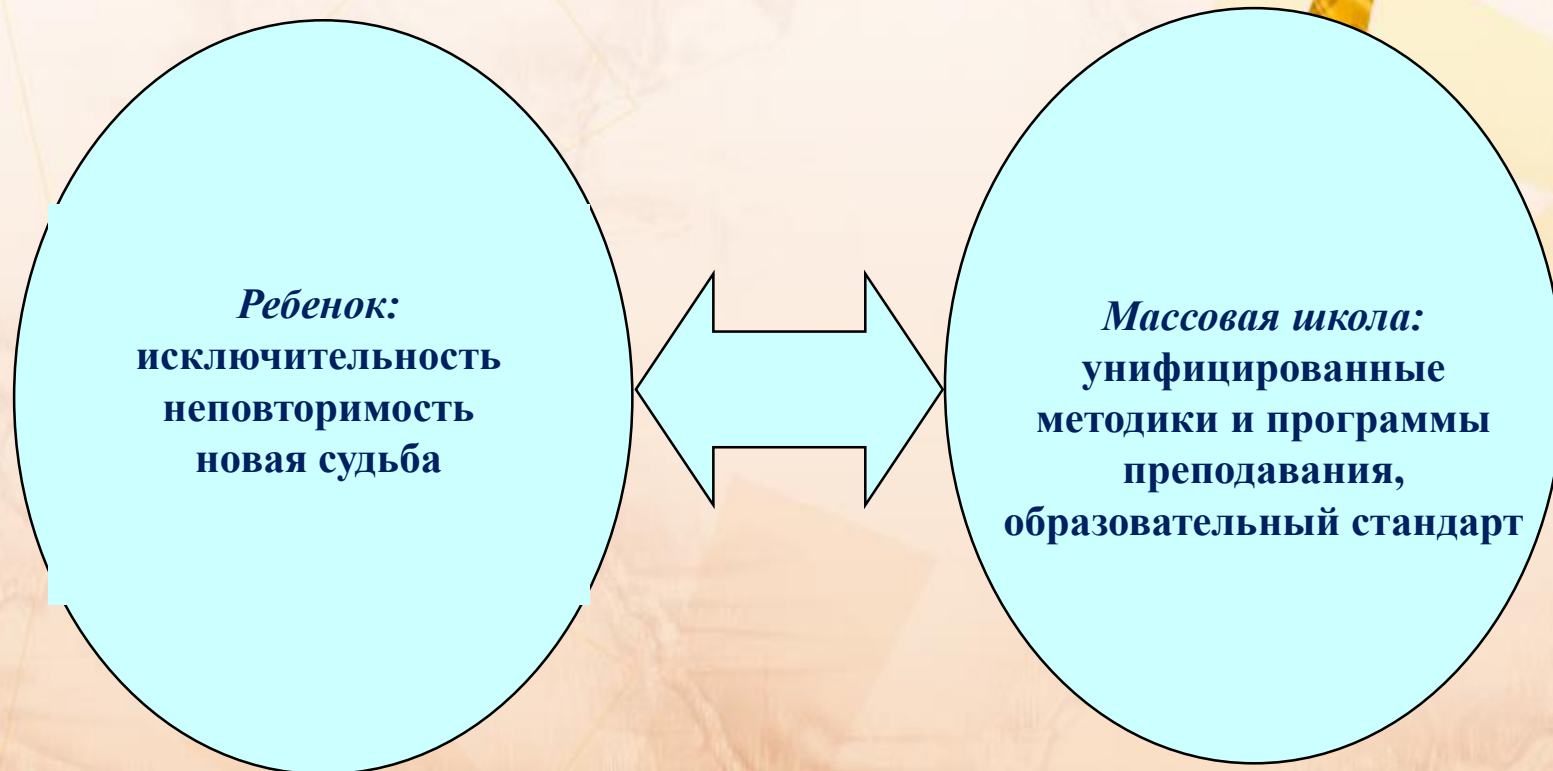 Ребенок:
исключительность
неповторимость
новая судьба
Массовая школа:
унифицированные
методики и программы
преподавания,
образовательный стандарт